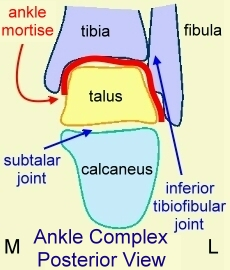 ankle
mortise
tibia
fibula
talus
subtalar
joint
calcaneus
inferior
tibiofibular
joint
M
Ankle Complex
Posterior View
L